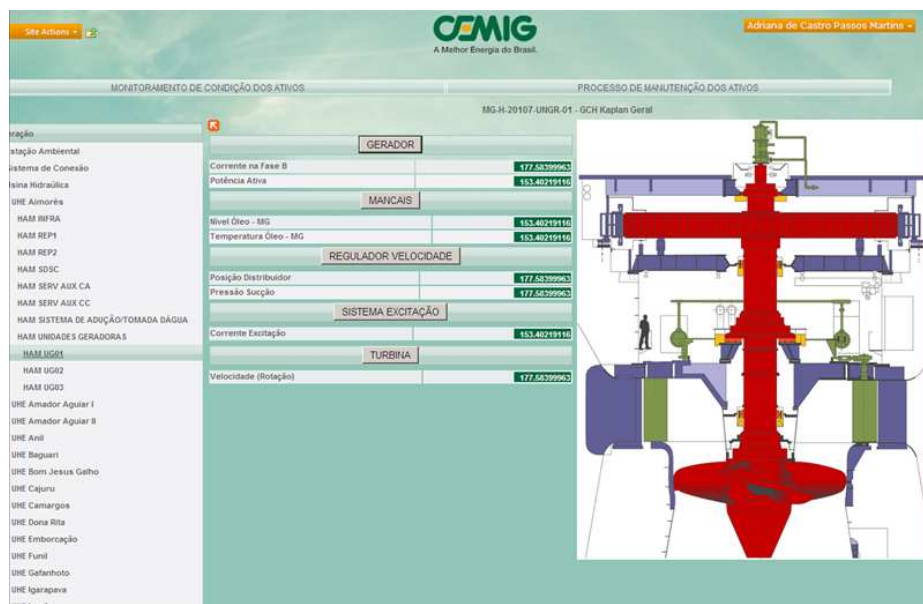 Site Actions
CEMIG
A Melhor Energia do Brasil.
Adriana de Castro Passos Martins
MONITORAMENTO DE CONDIÇÃO DOS ATIVOS
PROCESSO DE MANUTENÇÃO DOS ATIVOS
MG-H-20107-UNGR-01 - GCH Kaplan Geral
eração
stação Ambiental
istema de Conexão
sina Hidraúlica
UHE Aimorés
HAM INFRA
HAM REP1
HAM REP2
HAM SDSC
HAM SERV AUX CA
HAM SERV AUX CC
HAM SISTEMA DE ADUÇÃO/TOMADA DÁGUA
HAM UNIDADES GERADORAS
HAM UG01
HAM UG02
HAM UG03
UHE Amador Aguiar I
UHE Amador Aguiar II
UHE Anil
UHE Baguari
UHE Bom Jesus Galho
UHE Cajuru
UHE Camargos
UHE Dona Rita
UHE Emborcação
UHE Funil
UHE Gafanhoto
UHE Igarapava
GERADOR
Corrente na Fase B 177.58399963
Potência Ativa 153.40219116
MANCAIS
Nível Óleo - MG 153.40219116
Temperatura Óleo - MG 153.40219116
REGULADOR VELOCIDADE
Posição Distribuidor 177.58399963
Pressão Sucção 177.58399963
SISTEMA EXCITAÇÃO
Corrente Excitação 153.40219116
TURBINA
Velocidade (Rotação) 177.58399963